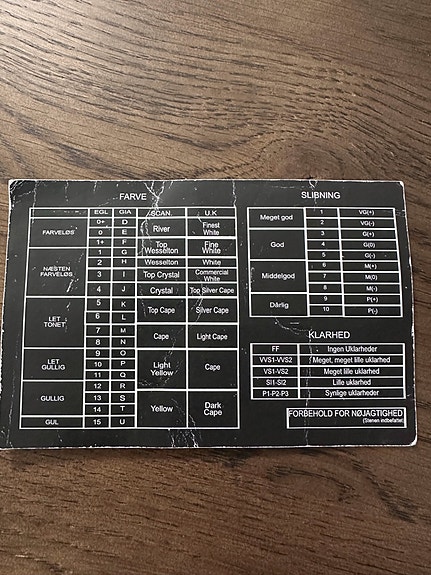 FARVE
EGL GIA SCAN. U.K
FARVELØS
0+ D River Finest White
0 E
1+ F Top Wesselton Fine White
1 G
NÆSTEN FARVELØS
2 H Wesselton White
3 I Top Crystal Commercial White
4 J Crystal Top Silver Cape
LET TONET
5 K Top Cape Silver Cape
6 L
7 M Cape Light Cape
8 N
LET GULLIG
9 O Light Yellow Cape
10 P
11 Q
GULLIG
12 R
13 S Yellow Dark Cape
14 T
GUL 15 U
SLIBNING
Meget god
1 VG(+)
2 VG(-)
God
3 G(+)
4 G(0)
5 G(-)
Middelgod
6 M(+)
7 M(0)
8 M(-)
Dårlig
9 P(+)
10 P(-)
KLARHED
FF Ingen Uklarheder
VVS1-VVS2 Meget, meget lille uklarhed
VS1-VS2 Meget lille uklarhed
SI1-SI2 Lille uklarhed
P1-P2-P3 Synlige uklarheder
FORBEHOLD FOR NØJAGTIGHED
(Stenen indbefattet)